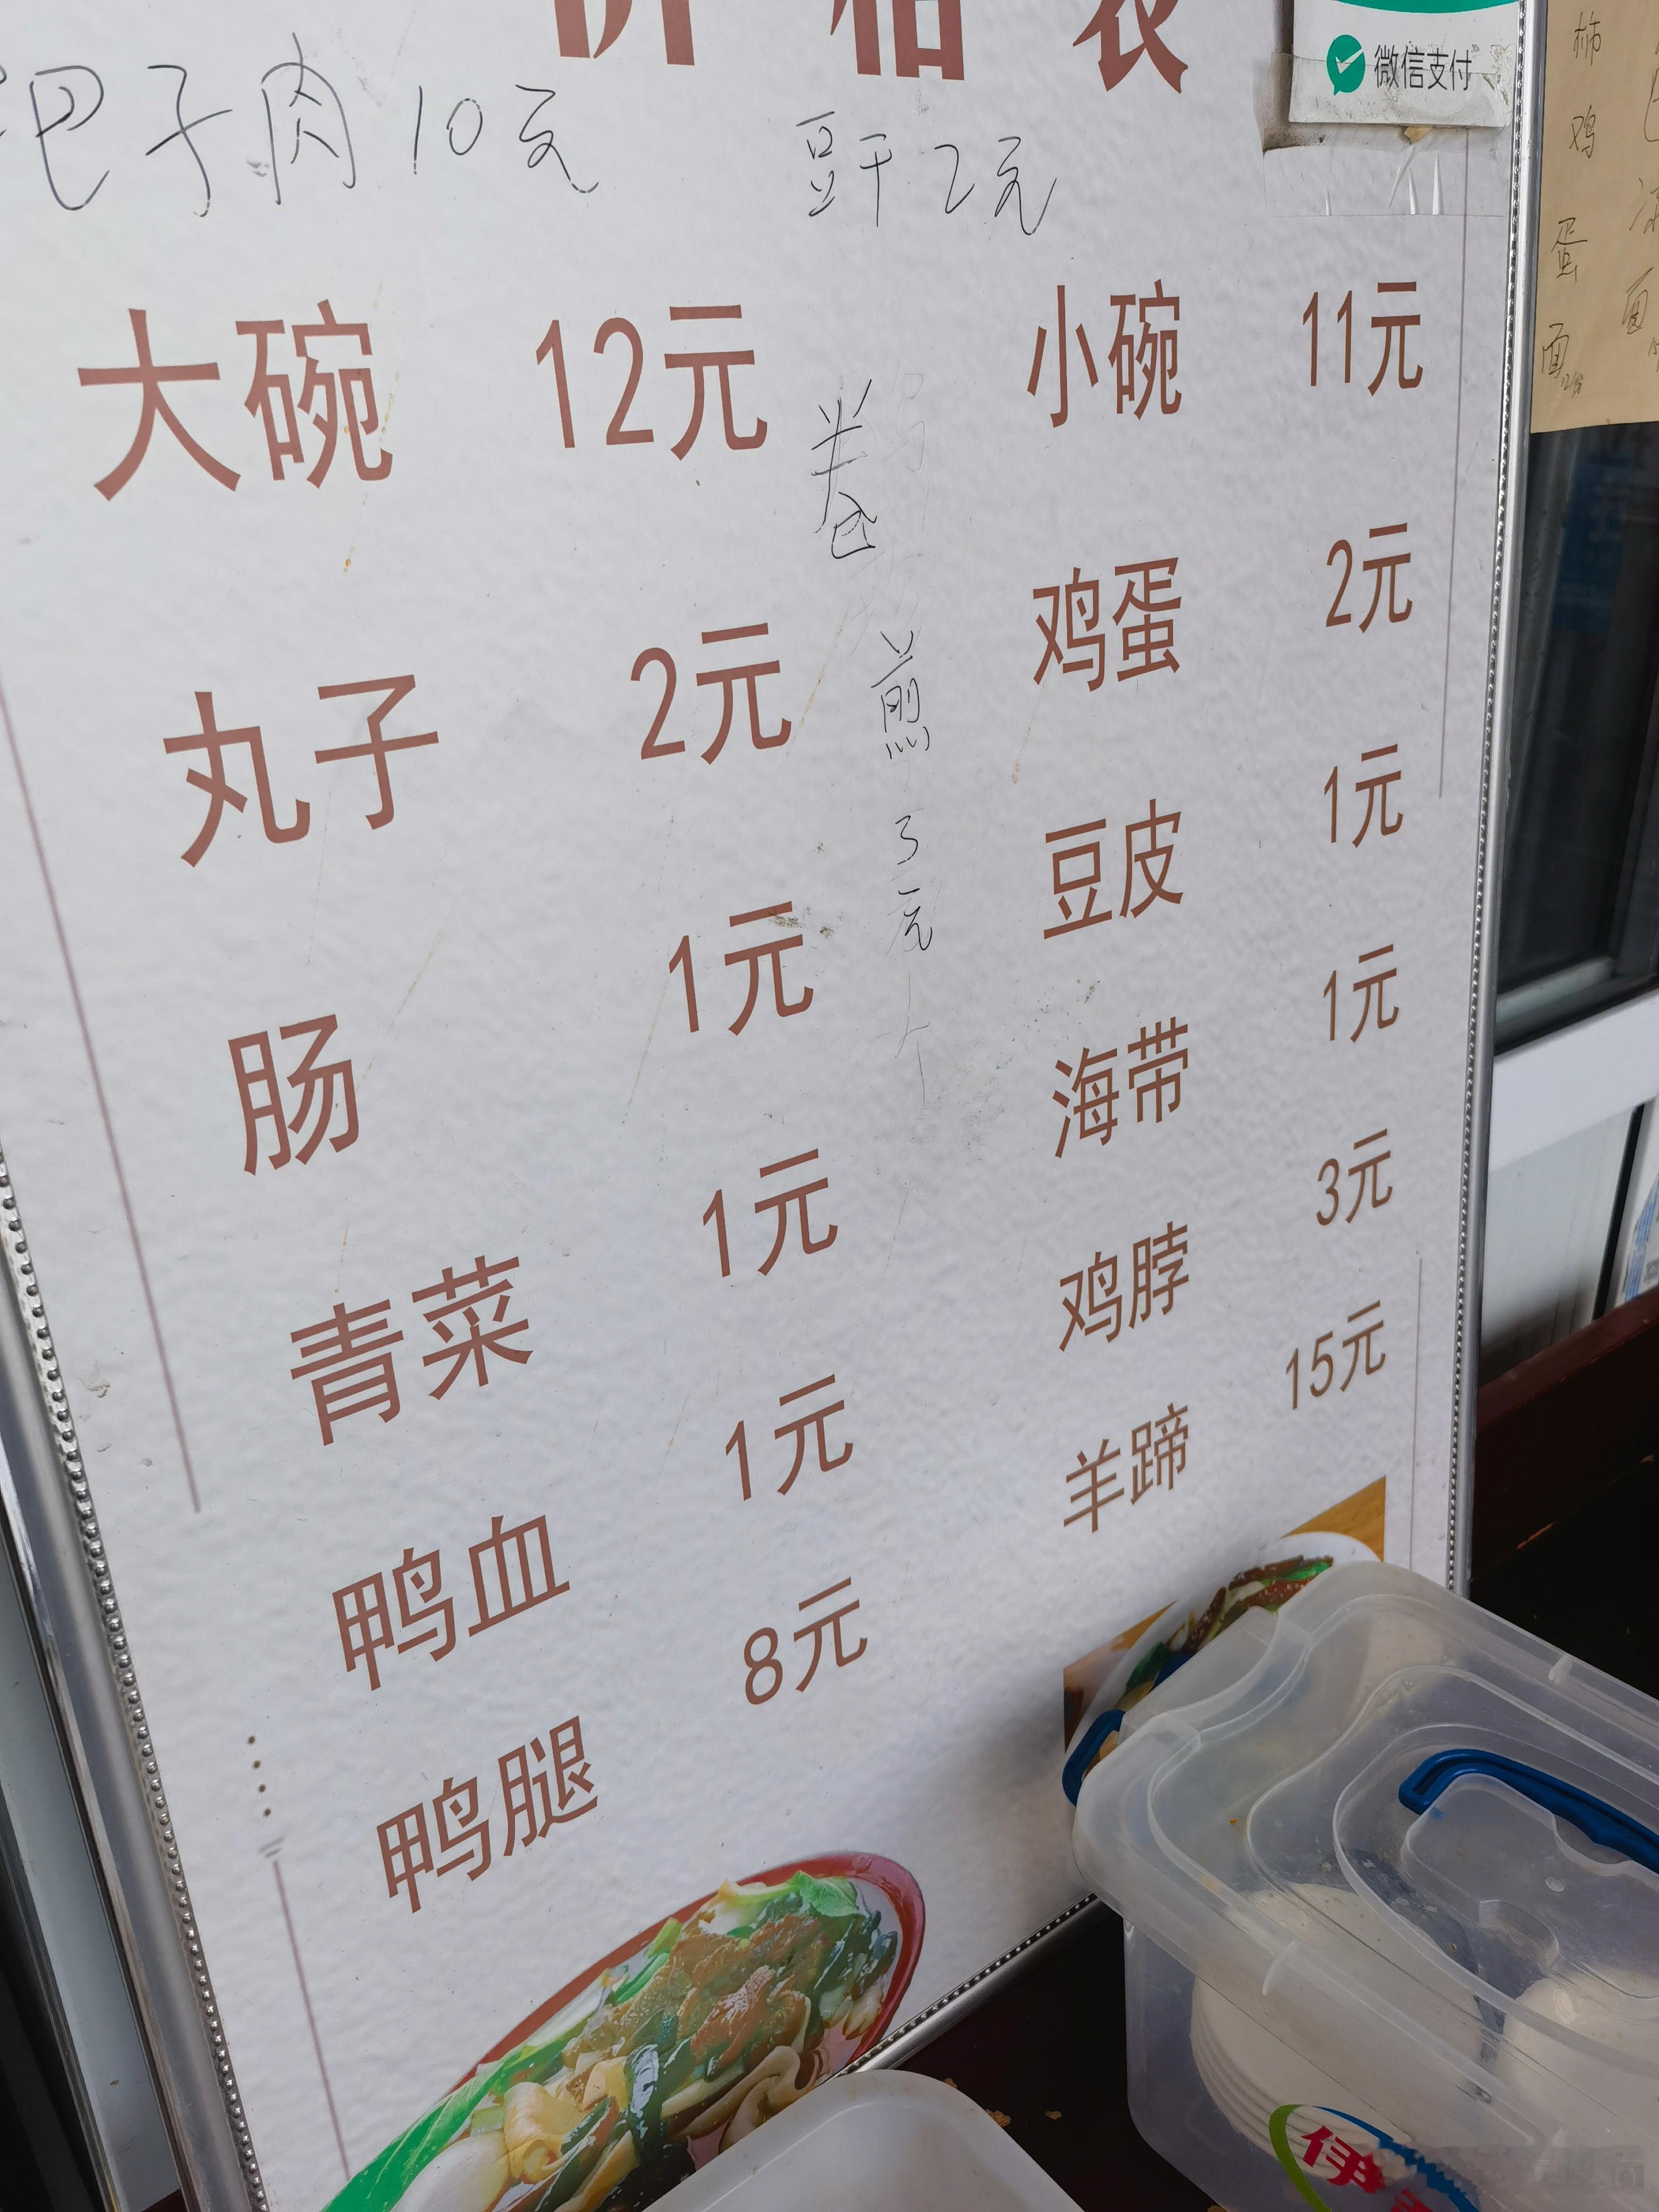 价格表
微信支付
把子肉10元
豆干2元
大碗 12元
小碗 11元
丸子 2元
鸡蛋 2元
肠 1元
豆皮 1元
青菜 1元
海带 1元
鸭血 1元
鸡脖 3元
鸭腿 8元
羊蹄 15元
卷煎3元
鸡蛋面